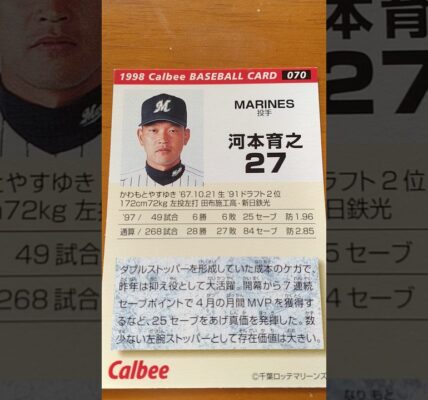 1998 Calbee BASEBALL CARD 070
M
MARINES
投手
河本育之
27
かわもとやすゆき '67.10.21 生 '91ドラフト2位
172cm72kg 左投左打 田布施工高-新日鉄光
'97 / 49試合 6勝 6敗 25セーブ 防1.96
通算 / 268試合 28勝 27敗 84セーブ 防2.85
ダブルストッパーを形成していた成本のケガで、
昨年は抑え役として大活躍。開幕から7連続
セーブポイントで4月の月間MVPを獲得す
るなど、25セーブをあげ真価を発揮した。数
少ない左腕ストッパーとして存在価値は大きい。
Calbee
©千葉ロッテマリーンズ